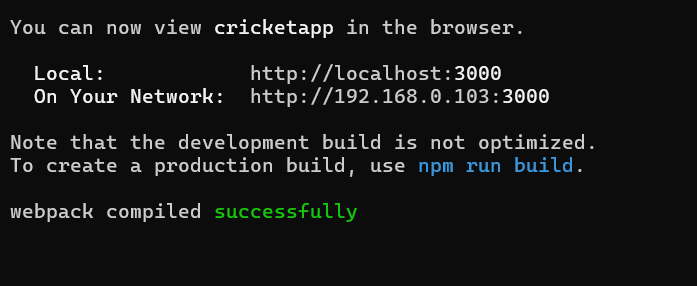 You can now view cricketapp in the browser.
Local: http://localhost:3000
On Your Network: http://192.168.0.103:3000
Note that the development build is not optimized.
To create a production build, use npm run build.
webpack compiled successfully